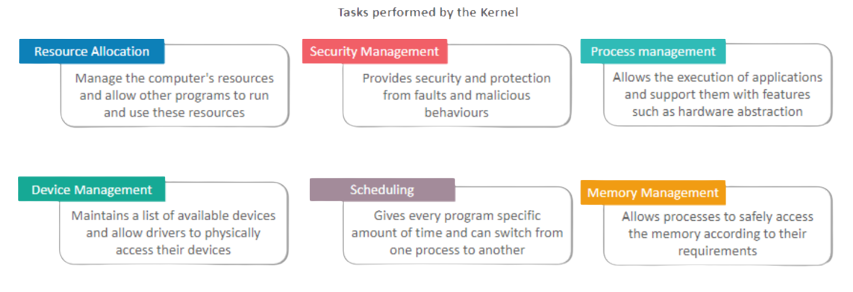 Tasks performed by the Kernel
Resource Allocation
Manage the computer's resources
and allow other programs to run
and use these resources
Security Management
Provides security and protection
from faults and malicious
behaviours
Process management
Allows the execution of applications
and support them with features
such as hardware abstraction
Device Management
Maintains a list of available devices
and allow drivers to physically
access their devices
Scheduling
Gives every program specific
amount of time and can switch from
one process to another
Memory Management
Allows processes to safely access
the memory according to their
requirements